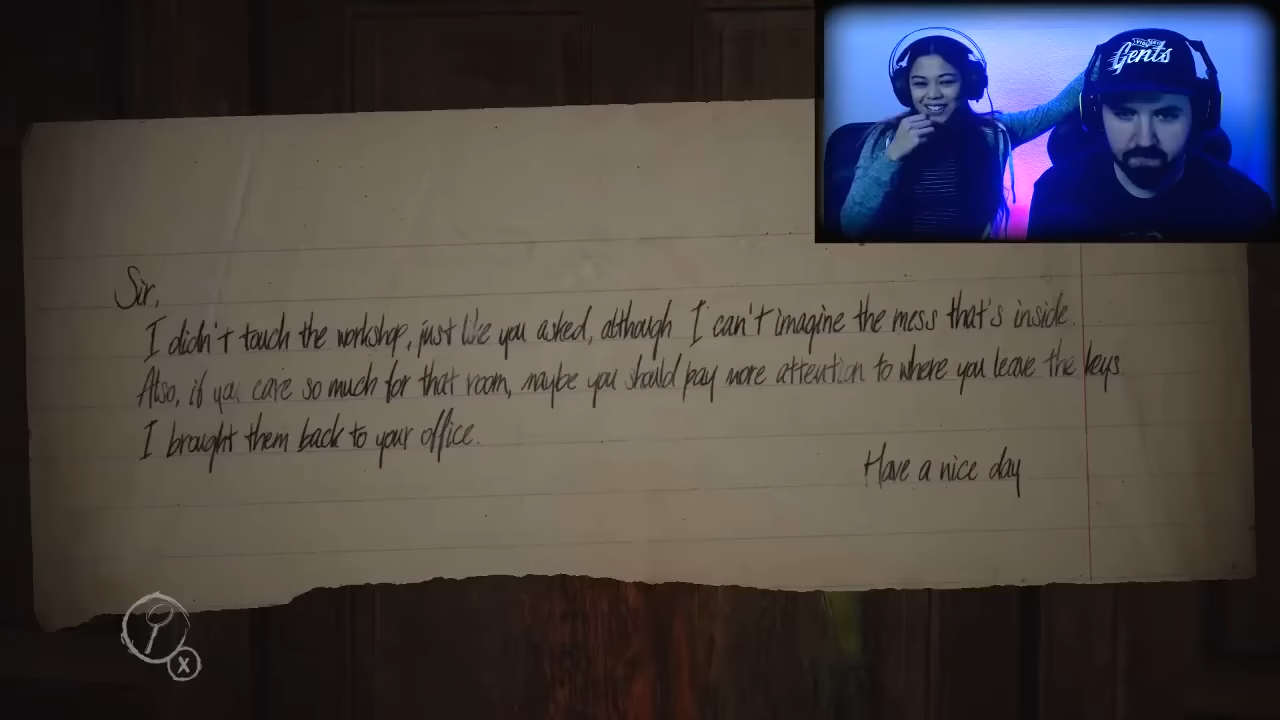 Gents
Sir,
I didn't touch the workshop, just like you asked, although I can't imagine the mess that's inside.
Also, if you care so much for that room, maybe you should pay more attention to where you leave the keys.
I brought them back to your office.
Have a nice day
X